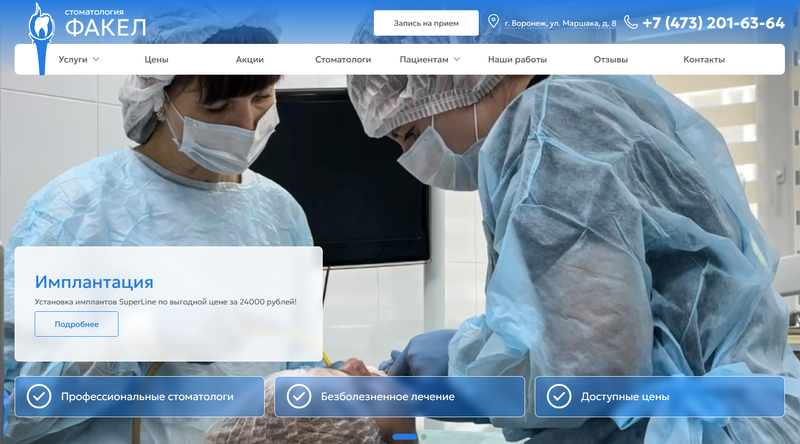 стоматология
ФАКЕЛ
Запись на прием
г. Воронеж, ул. Маршака, д. 8
+7 (473) 201-63-64
Услуги
Цены
Акции
Стоматологи
Пациентам
Наши работы
Отзывы
Контакты
Имплантация
Установка имплантов SuperLine по выгодной цене за 24000 рублей!
Подробнее
Профессиональные стоматологи
Безболезненное лечение
Доступные цены